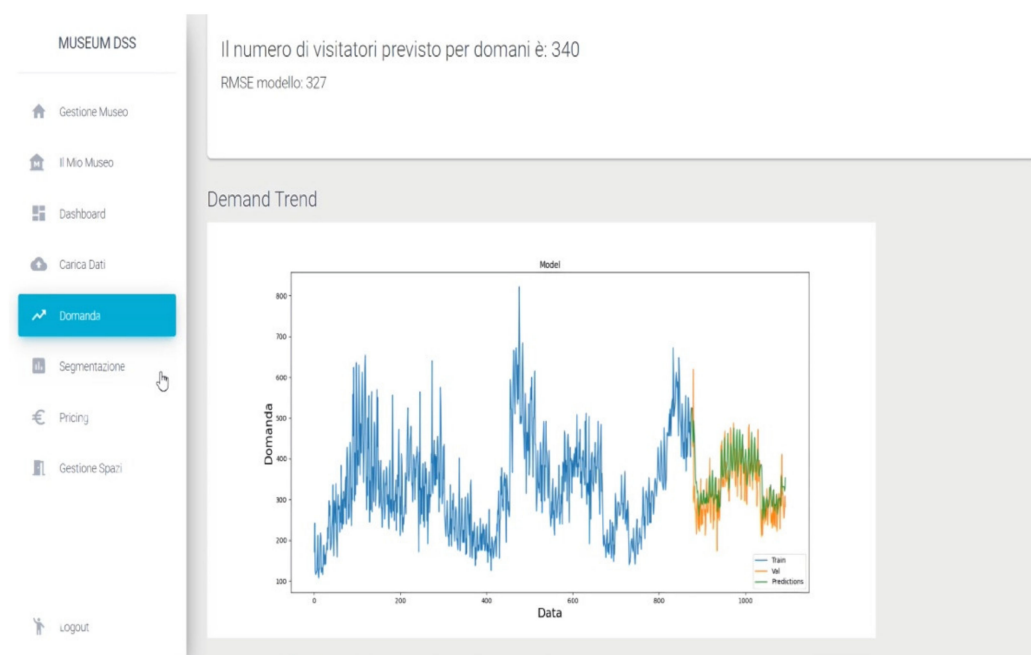 MUSEUM DSS
Gestione Museo
Il Mio Museo
Dashboard
Carica Dati
Domanda
Segmentazione
Pricing
Gestione Spazi
Logout
Il numero di visitatori previsto per domani è: 340
RMSE modello: 327
Demand Trend
Model
Domanda
800
700
600
500
400
300
200
100
0
200
400
600
800
1000
Data
Train
Val
Predictions